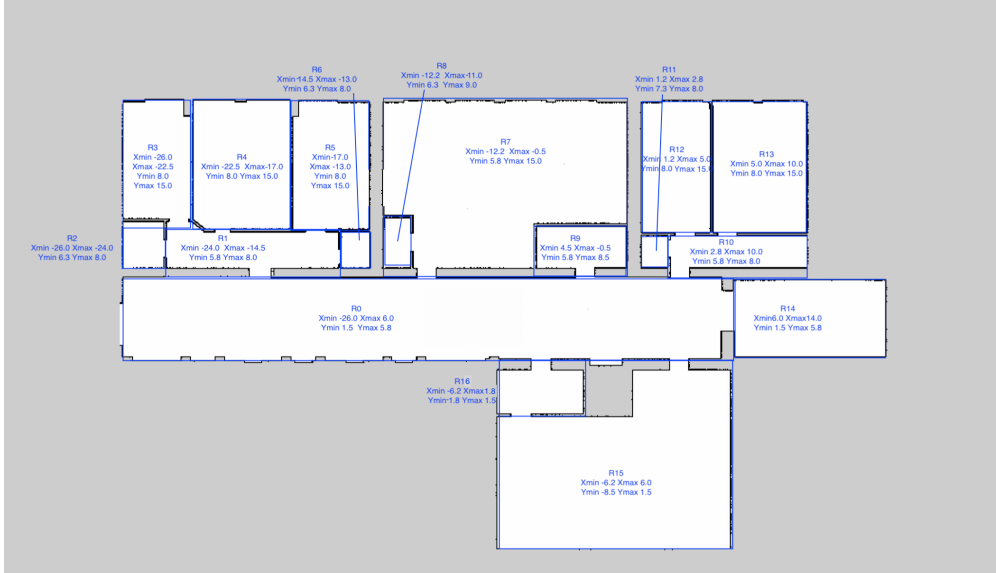 R6
Xmin-14.5 Xmax -13.0
Ymin 6.3 Ymax 8.0
R8
Xmin -12.2 Xmax-11.0
Ymin 6.3 Ymax 9.0
R11
Xmin 1.2 Xmax 2.8
Ymin 7.3 Ymax 8.0
R3
Xmin -26.0
Xmax -22.5
Ymin 8.0
Ymax 15.0
R4
Xmin -22.5 Xmax-17.0
Ymin 8.0 Ymax 15.0
R5
Xmin-17.0
Xmax -13.0
Ymin 8.0
Ymax 15.0
R7
Xmin -12.2 Xmax -0.5
Ymin 5.8 Ymax 15.0
R12
Xmin 1.2 Xmax 5.0
Ymin 8.0 Ymax 15.0
R13
Xmin 5.0 Xmax 10.0
Ymin 8.0 Ymax 15.0
R2
Xmin -26.0 Xmax -24.0
Ymin 6.3 Ymax 8.0
R1
Xmin -24.0 Xmax -14.5
Ymin 5.8 Ymax 8.0
R9
Xmin 4.5 Xmax -0.5
Ymin 5.8 Ymax 8.5
R10
Xmin 2.8 Xmax 10.0
Ymin 5.8 Ymax 8.0
R0
Xmin -26.0 Xmax 6.0
Ymin 1.5 Ymax 5.8
R14
Xmin6.0 Xmax14.0
Ymin 1.5 Ymax 5.8
R16
Xmin -6.2 Xmax1.8
Ymin-1.8 Ymax 1.5
R15
Xmin -6.2 Xmax 6.0
Ymin -8.5 Ymax 1.5